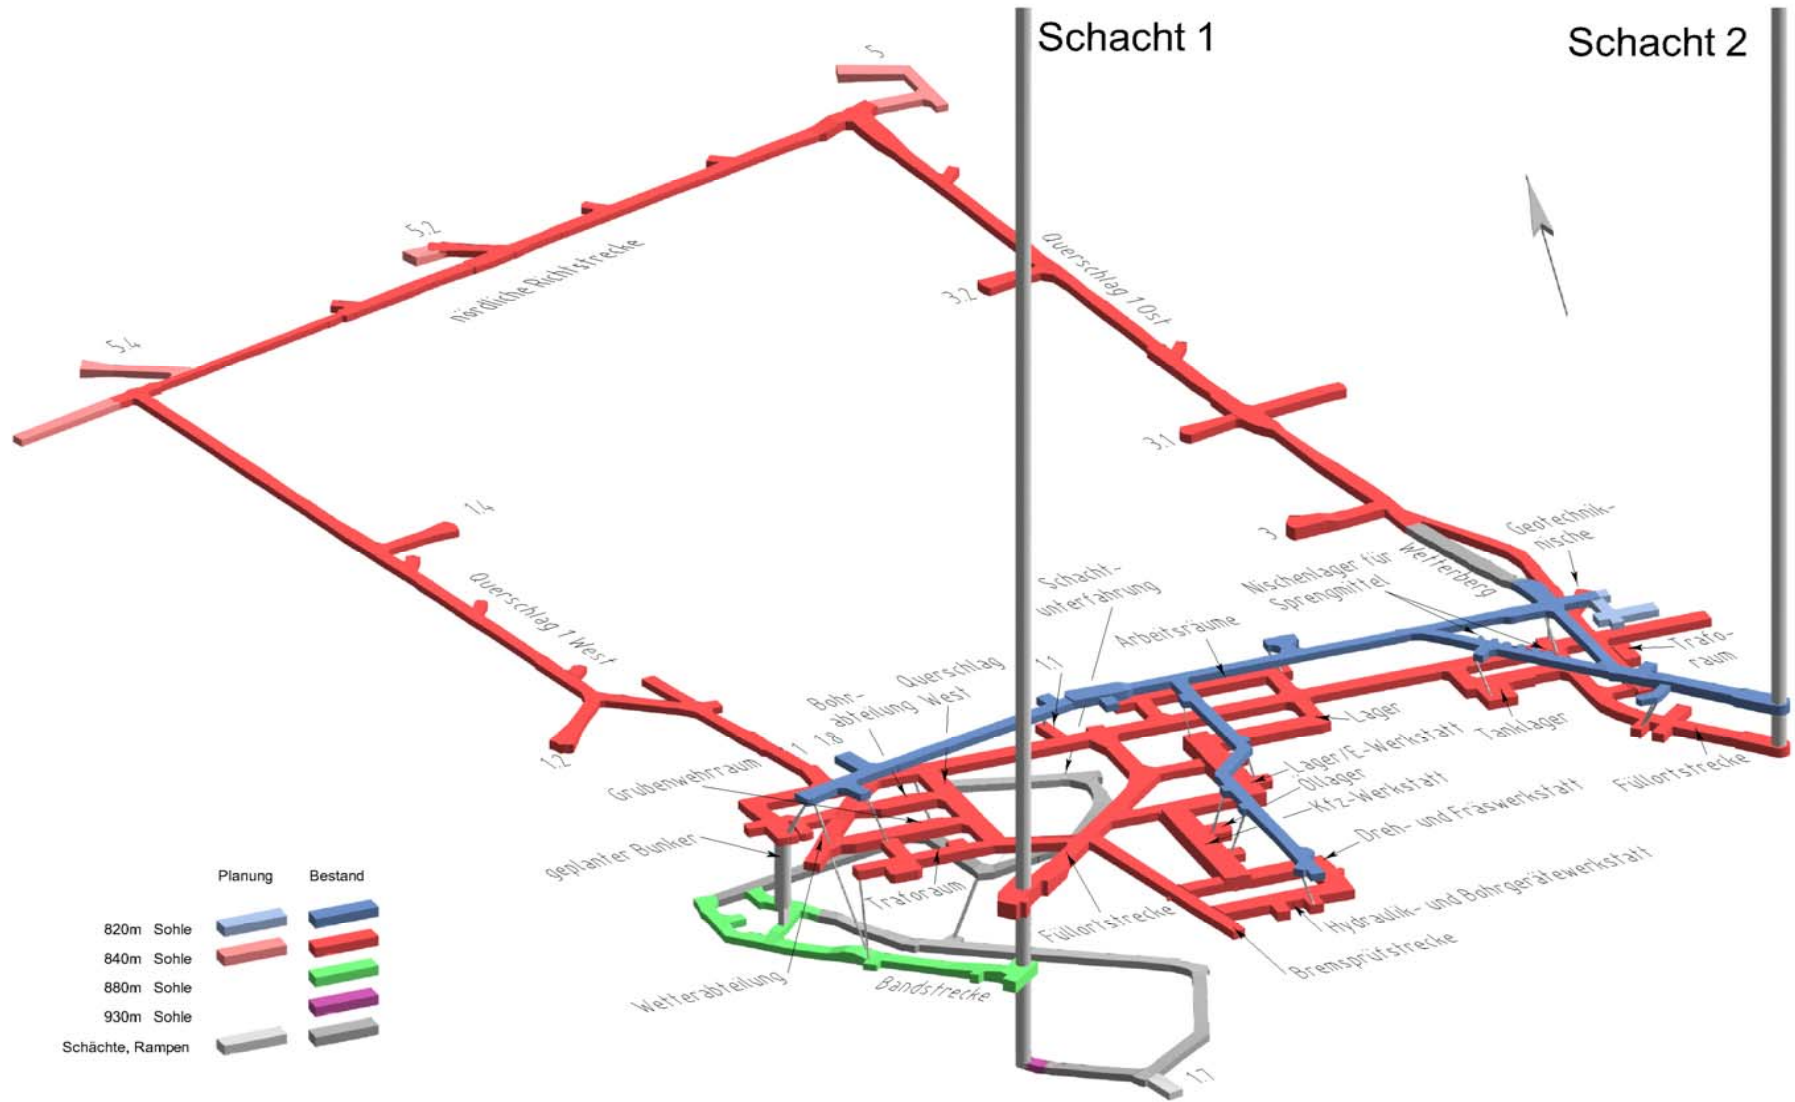 Schacht 1
Schacht 2
5
5.2
nördliche Richtstrecke
5.4
3.2
Querschlag 1 Ost
3.1
3
1.4
Querschlag 1 West
1.2
Geotechnik-
nische
Wetterberg
Nischenlager für
Sprengmittel
Schacht-
unterfahrung
Arbeitsräume
1.1
Querschlag
West
Bohr-
abteilung
1.8
1
Grubenwehrraum
geplanter Bunker
Trafo-
raum
Lager
Tanklager
Lager/E-Werkstatt
Öllager
Kfz-Werkstatt
Füllortstrecke
Dreh- und Fräswerkstatt
Hydraulik- und Bohrgerätewerkstatt
Bremsprüfstrecke
Traforaum
Füllortstrecke
Wetterabteilung
Bandstrecke
1.7
Planung
Bestand
820m Sohle
840m Sohle
880m Sohle
930m Sohle
Schächte, Rampen